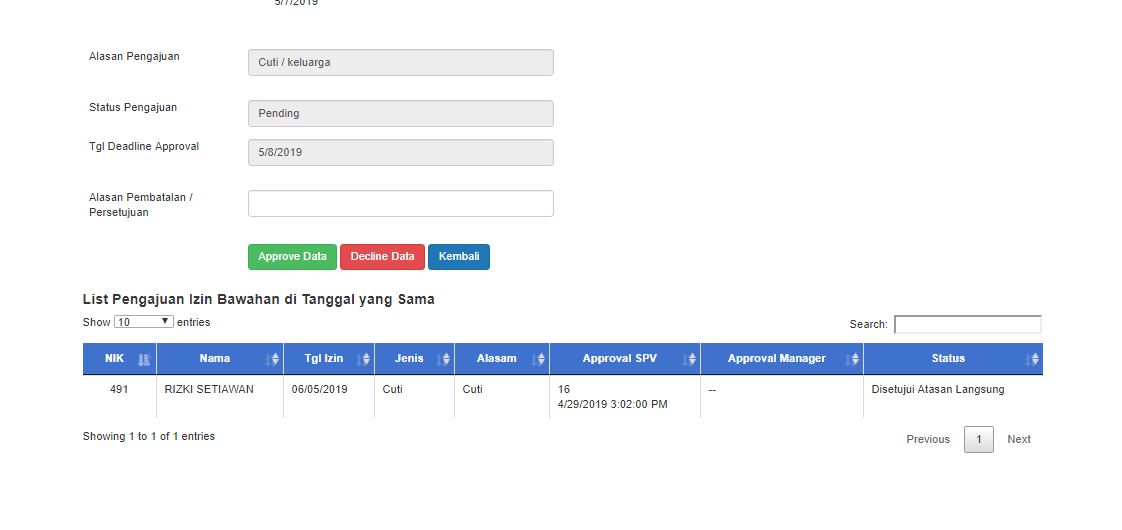 5/7/2019
Alasan Pengajuan
Cuti / keluarga
Status Pengajuan
Pending
Tgl Deadline Approval
5/8/2019
Alasan Pembatalan /
Persetujuan
Approve Data Decline Data Kembali
List Pengajuan Izin Bawahan di Tanggal yang Sama
Show 10 entries
Search:
NIK Nama Tgl Izin Jenis Alasam Approval SPV Approval Manager Status
491 RIZKI SETIAWAN 06/05/2019 Cuti Cuti 16 -- Disetujui Atasan Langsung
4/29/2019 3:02:00 PM
Showing 1 to 1 of 1 entries
Previous 1 Next